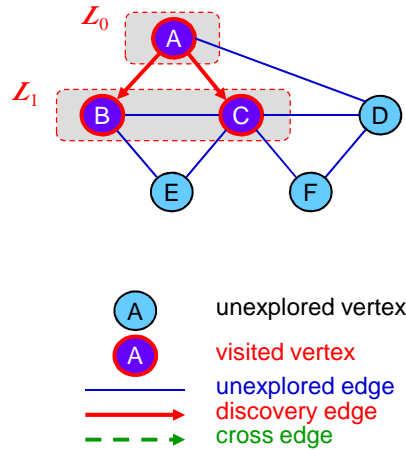 L0
A
L1
B C D
E F
A unexplored vertex
A visited vertex
unexplored edge
discovery edge
cross edge